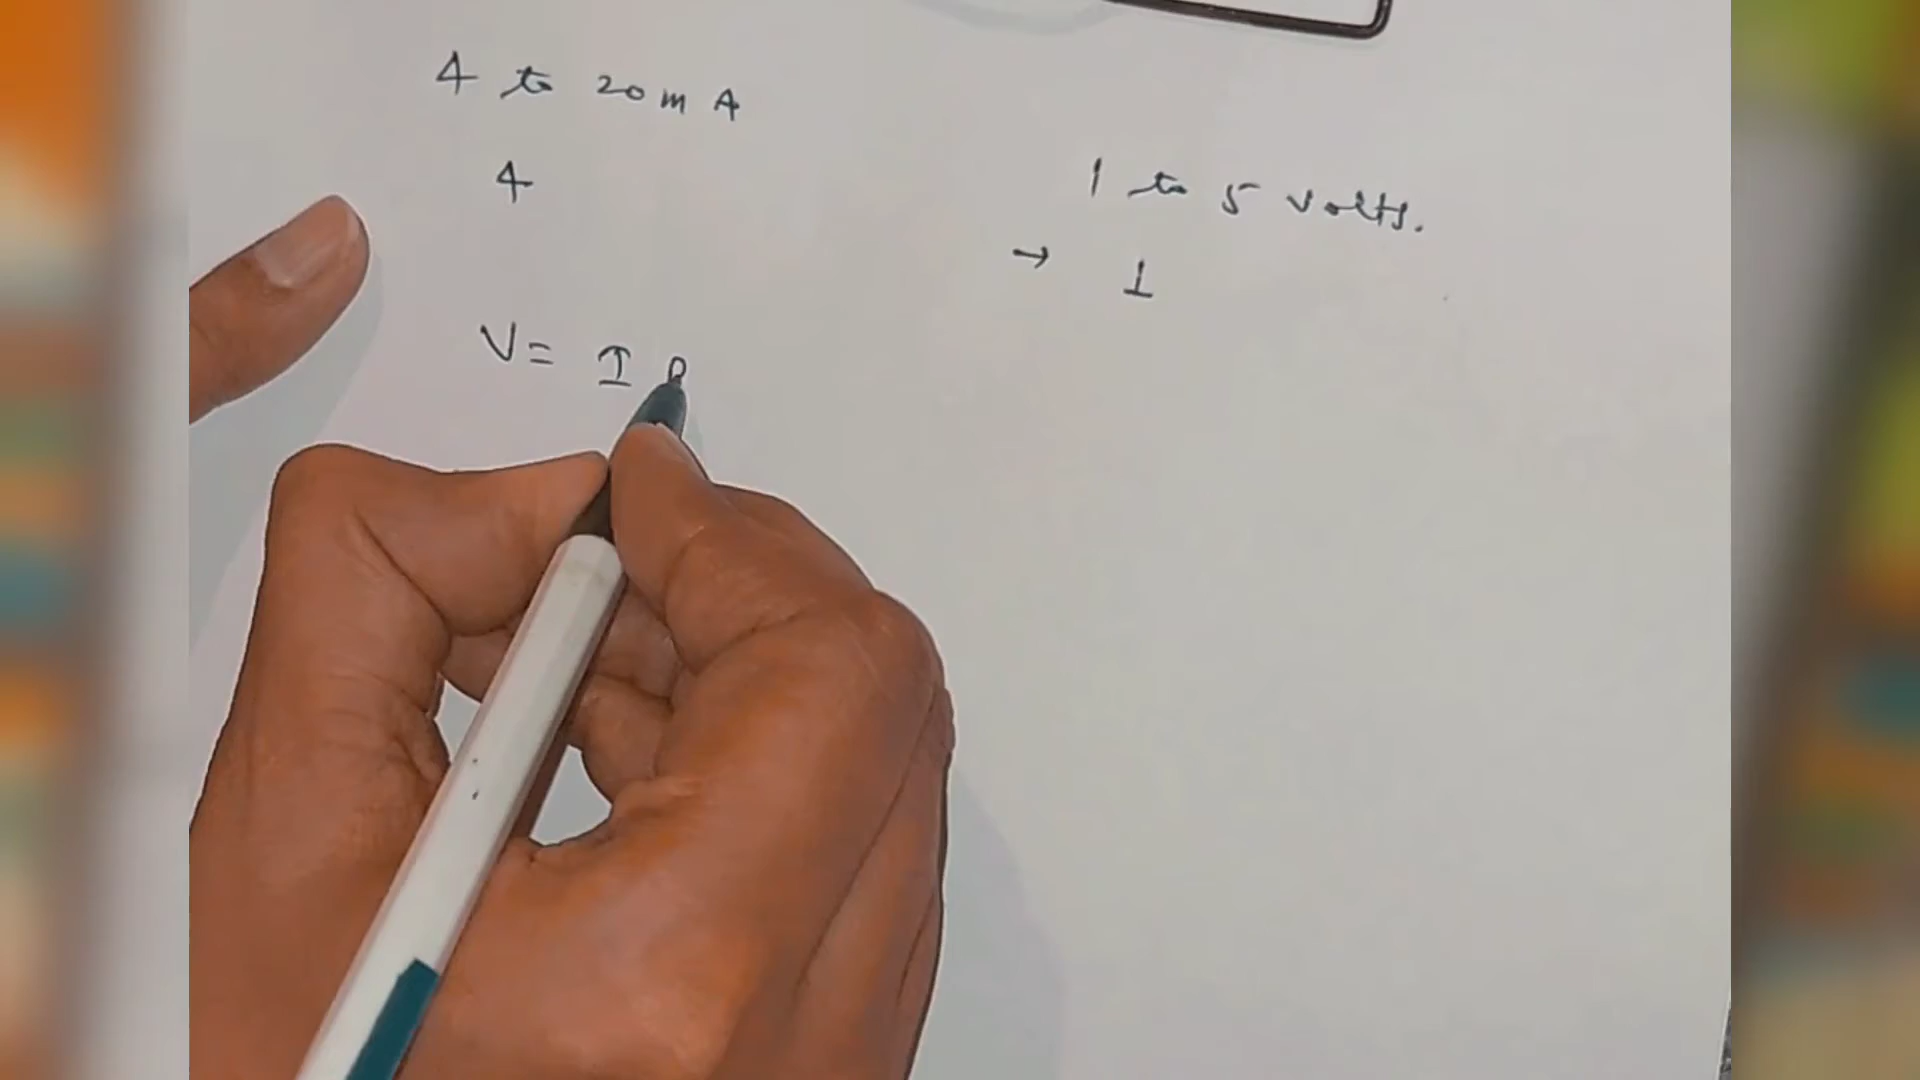 4 to 20 mA
1 to 5 volts.
4
→ 1
V = I R